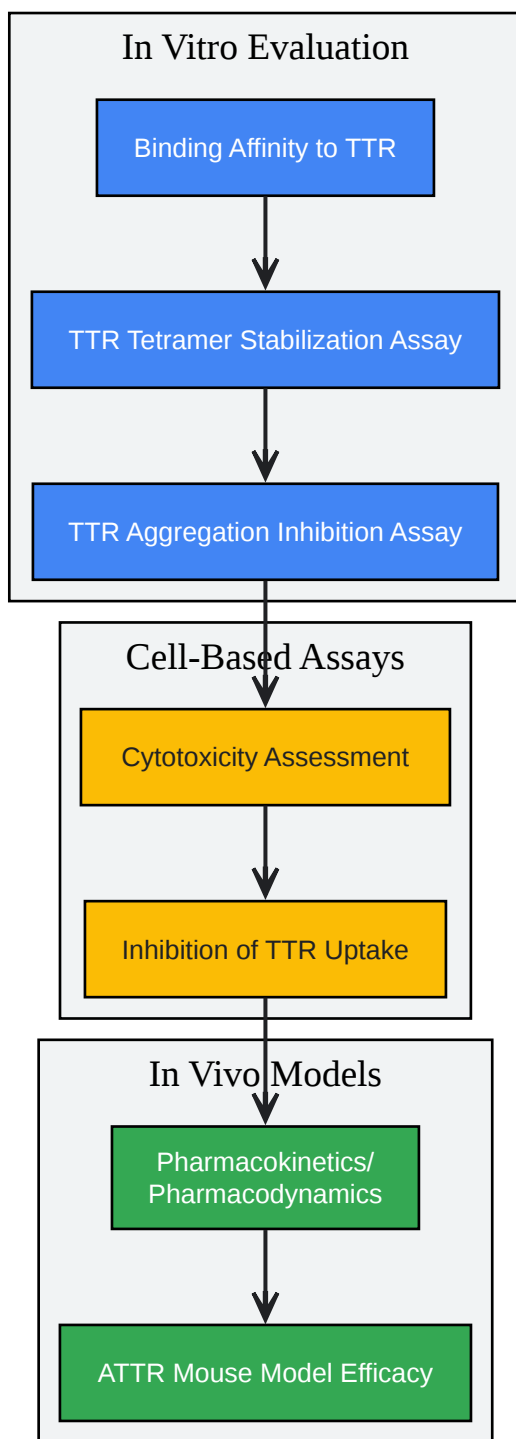 In Vitro Evaluation
Binding Affinity to TTR
TTR Tetramer Stabilization Assay
TTR Aggregation Inhibition Assay
Cell-Based Assays
Cytotoxicity Assessment
Inhibition of TTR Uptake
In Vivo Models
Pharmacokinetics/
Pharmacodynamics
ATTR Mouse Model Efficacy